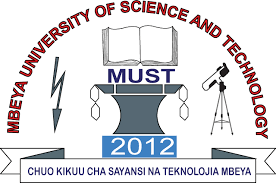 MBEYA UNIVERSITY OF SCIENCE AND TECHNOLOGY
MUST
2012
CHUO KIKUU CHA SAYANSI NA TEKNOLOJIA MBEYA